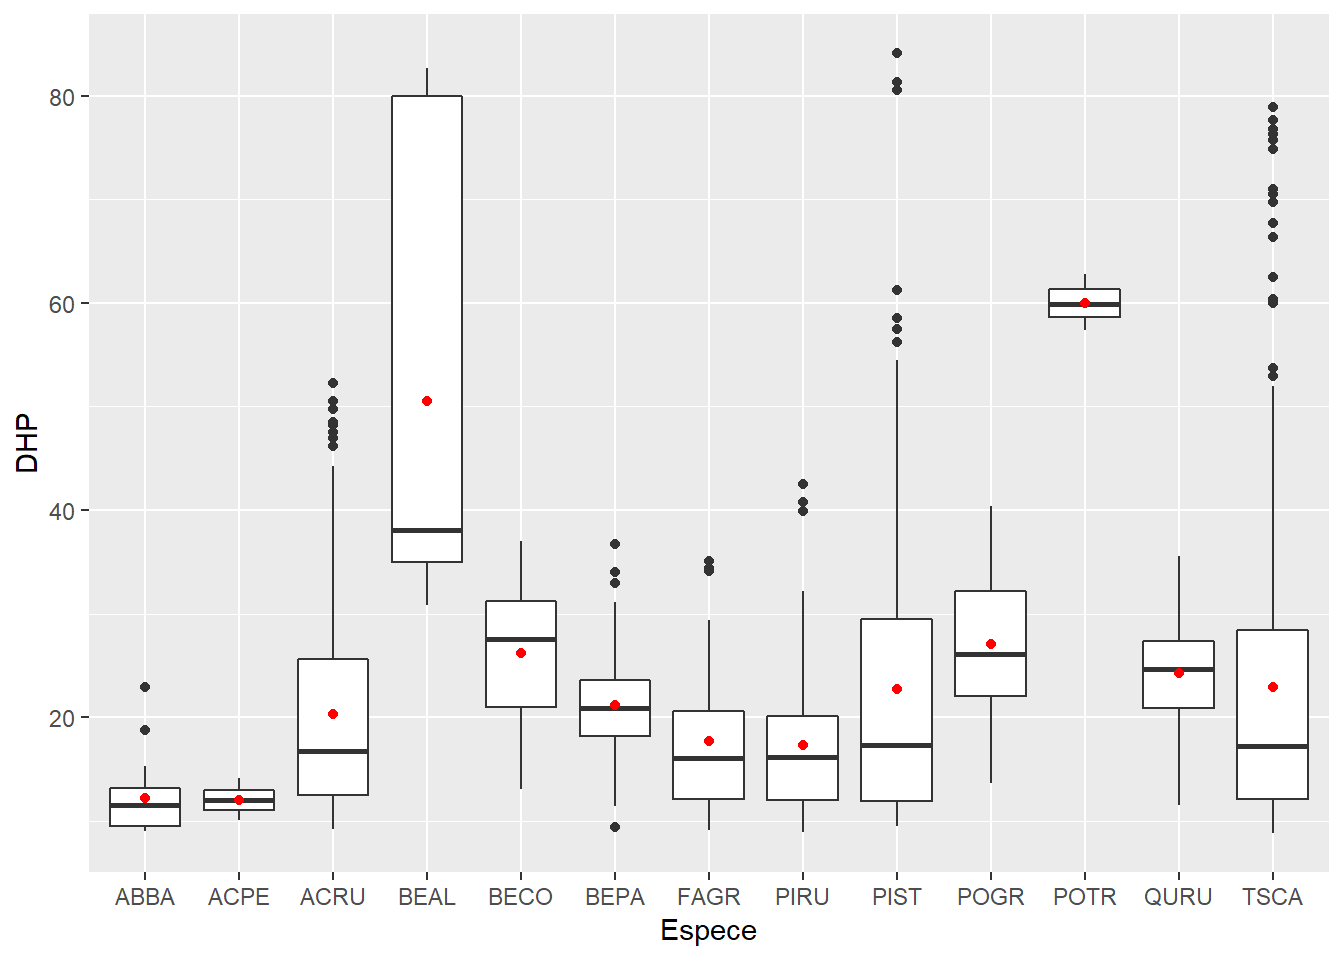 80
60
40
20
DHP
ABBA ACPE ACRU BEAL BECO BEPA FAGR PIRU PIST POGR POTR QURU TSCA
Espece